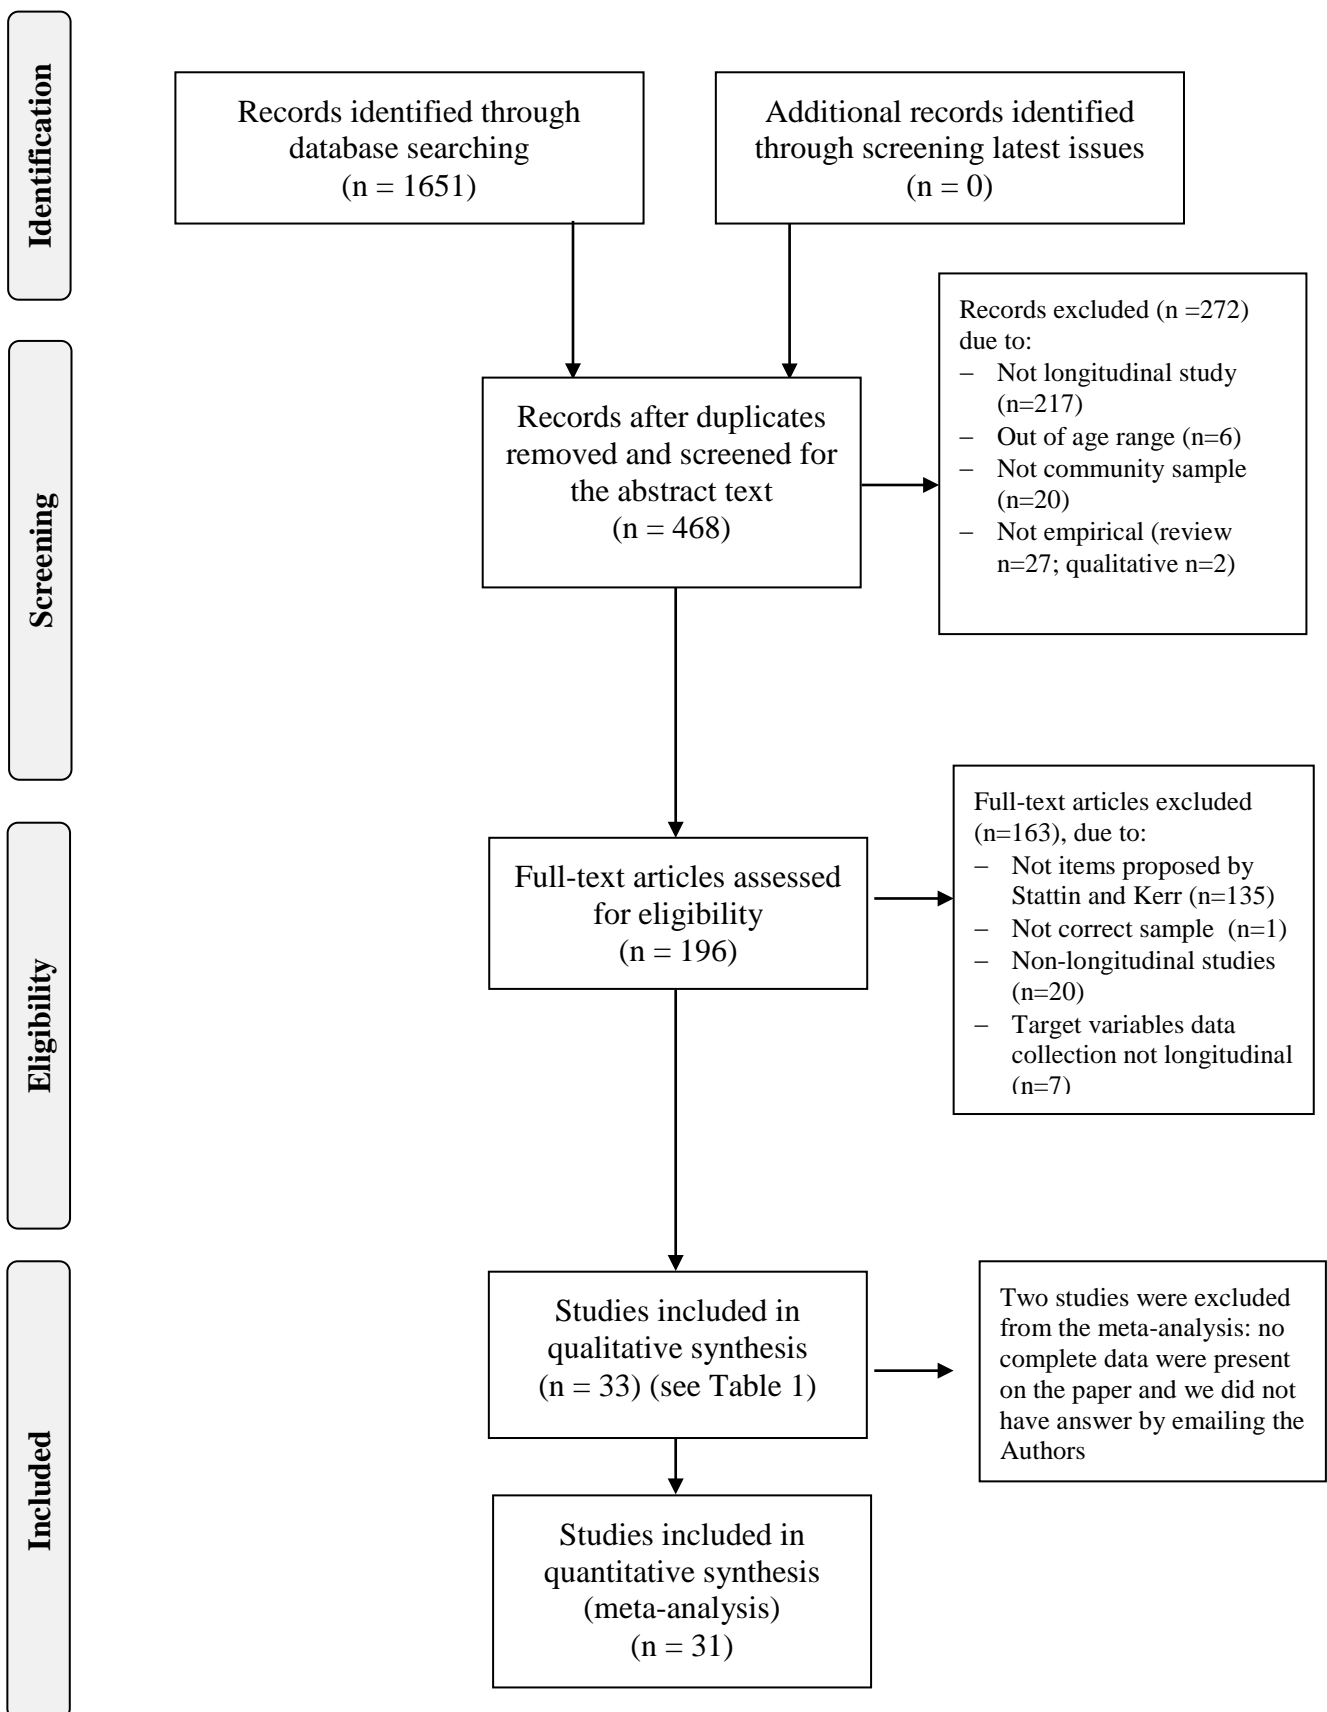 Identification
Records identified through
database searching
(n = 1651)
Additional records identified
through screening latest issues
(n = 0)
Records excluded (n =272)
due to:
– Not longitudinal study
(n=217)
– Out of age range (n=6)
– Not community sample
(n=20)
– Not empirical (review
n=27; qualitative n=2)
Screening
Records after duplicates
removed and screened for
the abstract text
(n = 468)
Eligibility
Full-text articles assessed
for eligibility
(n = 196)
Full-text articles excluded
(n=163), due to:
– Not items proposed by
Stattin and Kerr (n=135)
– Not correct sample (n=1)
– Non-longitudinal studies
(n=20)
– Target variables data
collection not longitudinal
(n=7)
Included
Studies included in
qualitative synthesis
(n = 33) (see Table 1)
Two studies were excluded
from the meta-analysis: no
complete data were present
on the paper and we did not
have answer by emailing the
Authors
Studies included in
quantitative synthesis
(meta-analysis)
(n = 31)